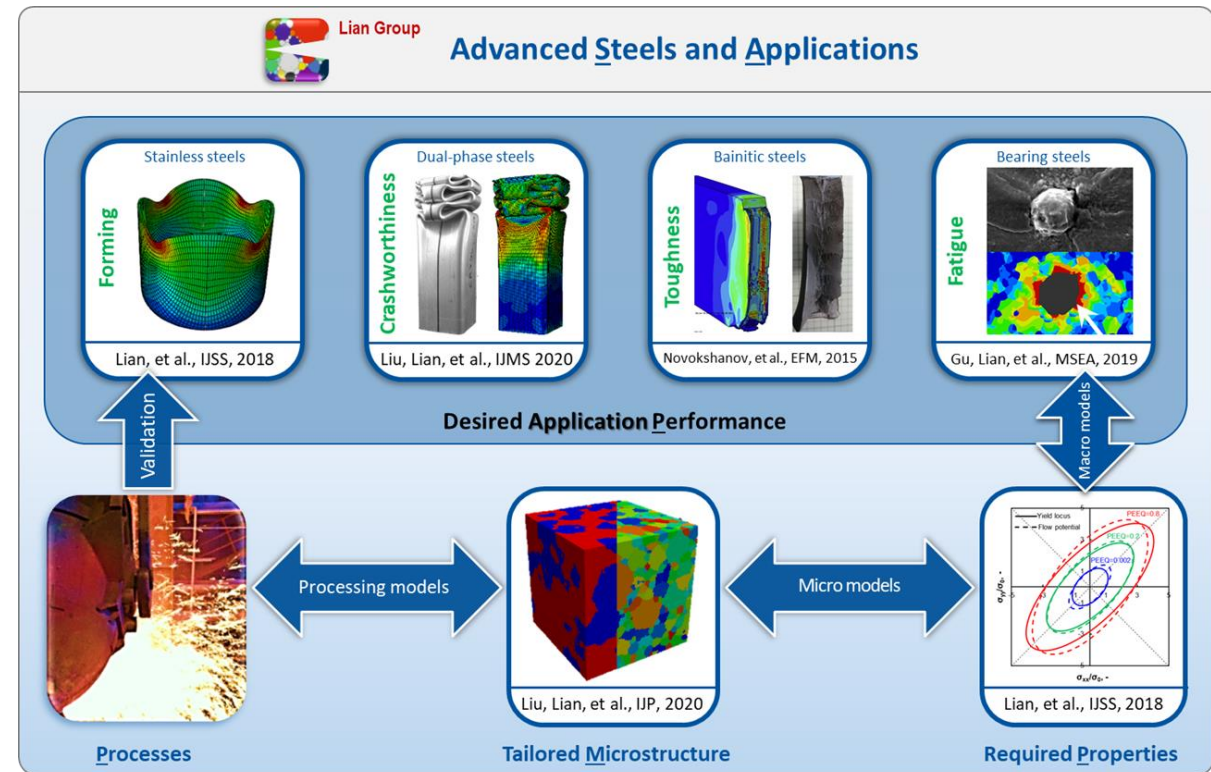 Lian Group
Advanced Steels and Applications
Stainless steels
Forming
Lian, et al., IJSS, 2018
Dual-phase steels
Crashworthiness
Liu, Lian, et al., IJMS 2020
Bainitic steels
Toughness
Novokshanov, et al., EFM, 2015
Bearing steels
Fatigue
Gu, Lian, et al., MSEA, 2019
Desired Application Performance
Validation
Macro models
Processing models
Micro models
Liu, Lian, et al., IJP, 2020
Yield locus
Flow potential
PEEQ=0.8
PEEQ=0.2
PEEQ=0.002
σyy/σ0, -
σxx/σ0, -
Lian, et al., IJSS, 2018
Processes
Tailored Microstructure
Required Properties